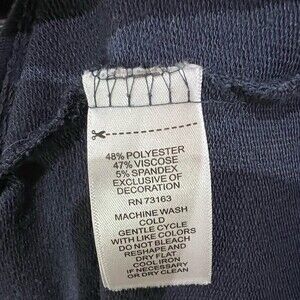 48% POLYESTER
47% VISCOSE
5% SPANDEX
EXCLUSIVE OF
DECORATION
RN 73163
MACHINE WASH
COLD
GENTLE CYCLE
WITH LIKE COLORS
DO NOT BLEACH
RESHAPE AND
DRY FLAT
COOL IRON
IF NECESSARY
OR DRY CLEAN